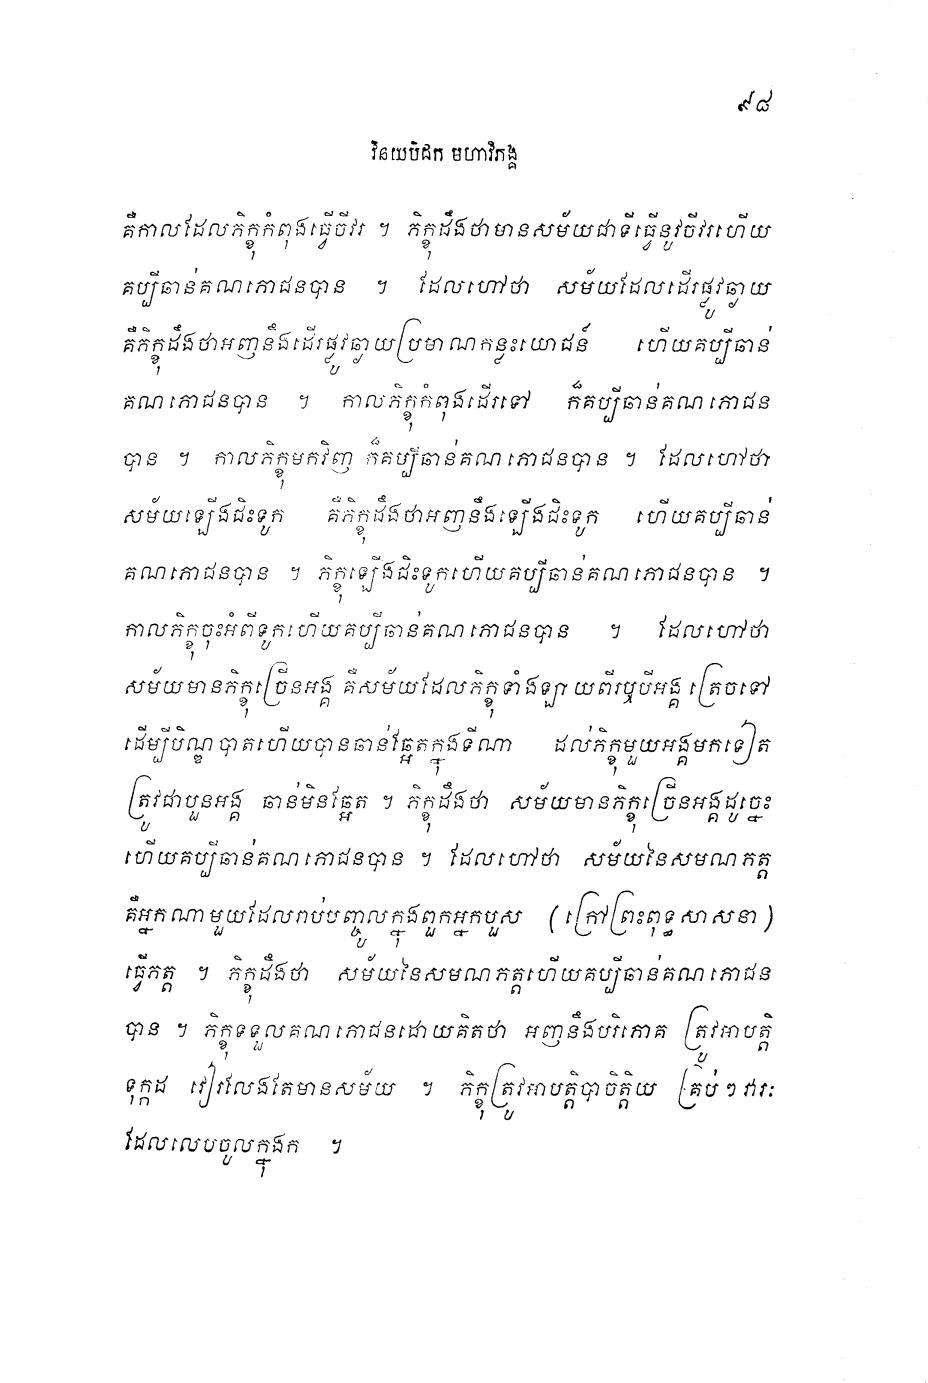 ៩៨
វិនយបិដក មហាវិភង្គ
គឺកាលដែលភិក្ខុកំពុងធ្វើចីវរ ។ ភិក្ខុដឹងថាមានសម័យជាទីធ្វើនូវចីវរហើយ
គប្បីឆាន់គណភោជនបាន ។ ដែលហៅថា សម័យដែលដើរផ្លូវឆ្ងាយ
គឺភិក្ខុដឹងថាអញនឹងដើរផ្លូវឆ្ងាយប្រមាណកន្លះយោជន៍ ហើយគប្បីឆាន់
គណភោជនបាន ។ កាលភិក្ខុកំពុងដើរទៅ ក៏គប្បីឆាន់គណភោជន
បាន ។ កាលភិក្ខុមកវិញ ក៏គប្បីឆាន់គណភោជនបាន ។ ដែលហៅថា
សម័យឡើងជិះទូក គឺភិក្ខុដឹងថាអញនឹងឡើងជិះទូក ហើយគប្បីឆាន់
គណភោជនបាន ។ ភិក្ខុឡើងជិះទូកហើយគប្បីឆាន់គណភោជនបាន ។
កាលភិក្ខុចុះអំពីទូកហើយគប្បីឆាន់គណភោជនបាន ។ ដែលហៅថា
សម័យមានភិក្ខុច្រើនអង្គ គឺសម័យដែលភិក្ខុទាំងឡាយពីរឬបីអង្គ ត្រេចទៅ
ដើម្បីបិណ្ឌបាតហើយបានឆាន់ឆ្អែតក្នុងទីណា ដល់ភិក្ខុមួយអង្គមកទៀត
ត្រូវជាបួនអង្គ ឆាន់មិនឆ្អែត ។ ភិក្ខុដឹងថា សម័យមានភិក្ខុច្រើនអង្គដូច្នេះ
ហើយគប្បីឆាន់គណភោជនបាន ។ ដែលហៅថា សម័យនៃសមណភត្ត
គឺអ្នកណាមួយដែលរាប់បញ្ចូលក្នុងពួកអ្នកបួស (ក្រៅព្រះពុទ្ធសាសនា)
ធ្វើភត្ត ។ ភិក្ខុដឹងថា សម័យនៃសមណភត្តហើយគប្បីឆាន់គណភោជន
បាន ។ ភិក្ខុទទួលគណភោជនដោយគិតថា អញនឹងបរិភោគ ត្រូវអាបត្តិ
ទុក្កដ វៀរលែងតែមានសម័យ ។ ភិក្ខុត្រូវអាបត្តិបាចិត្តិយ គ្រប់ៗវារៈ
ដែលលេបចូលក្នុងក ។